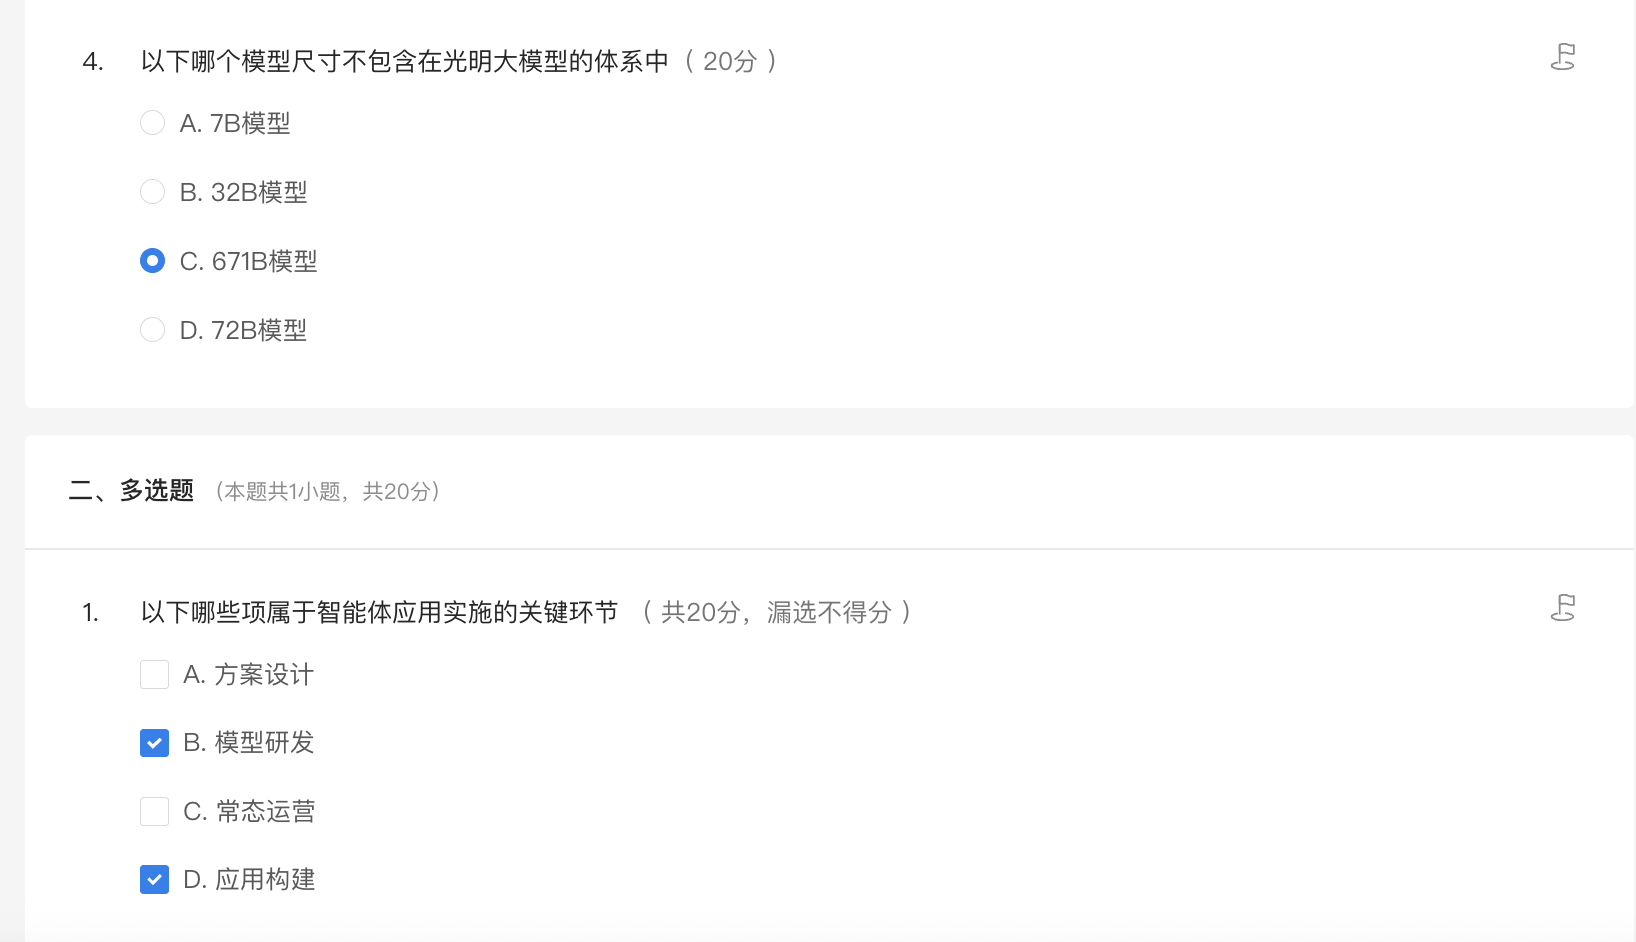 4. 以下哪个模型尺寸不包含在光明大模型的体系中（ 20分 ）
A. 7B模型
B. 32B模型
C. 671B模型
D. 72B模型
二、多选题 （本题共1小题，共20分）
1. 以下哪些项属于智能体应用实施的关键环节 （ 共20分，漏选不得分 ）
A. 方案设计
B. 模型研发
C. 常态运营
D. 应用构建